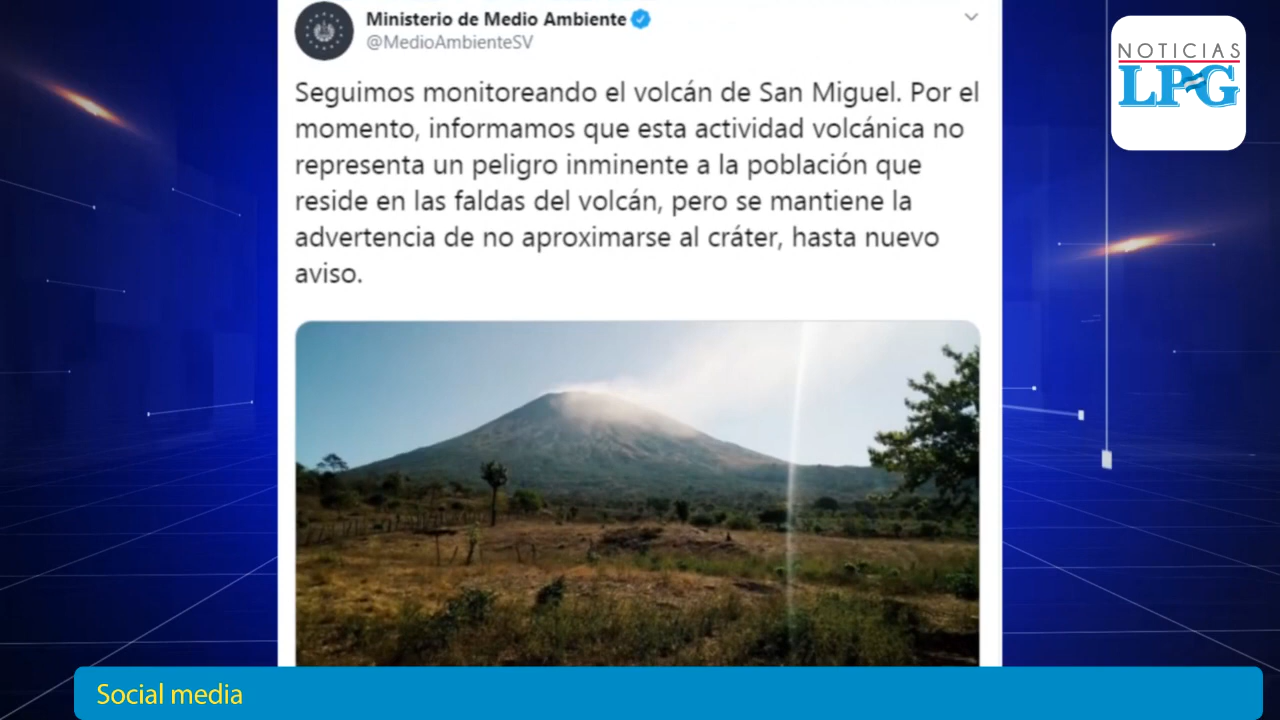 Ministerio de Medio Ambiente
@MedioAmbienteSV
NOTICIAS
LPG
Seguimos monitoreando el volcán de San Miguel. Por el
momento, informamos que esta actividad volcánica no
representa un peligro inminente a la población que
reside en las faldas del volcán, pero se mantiene la
advertencia de no aproximarse al cráter, hasta nuevo
aviso.
Social media